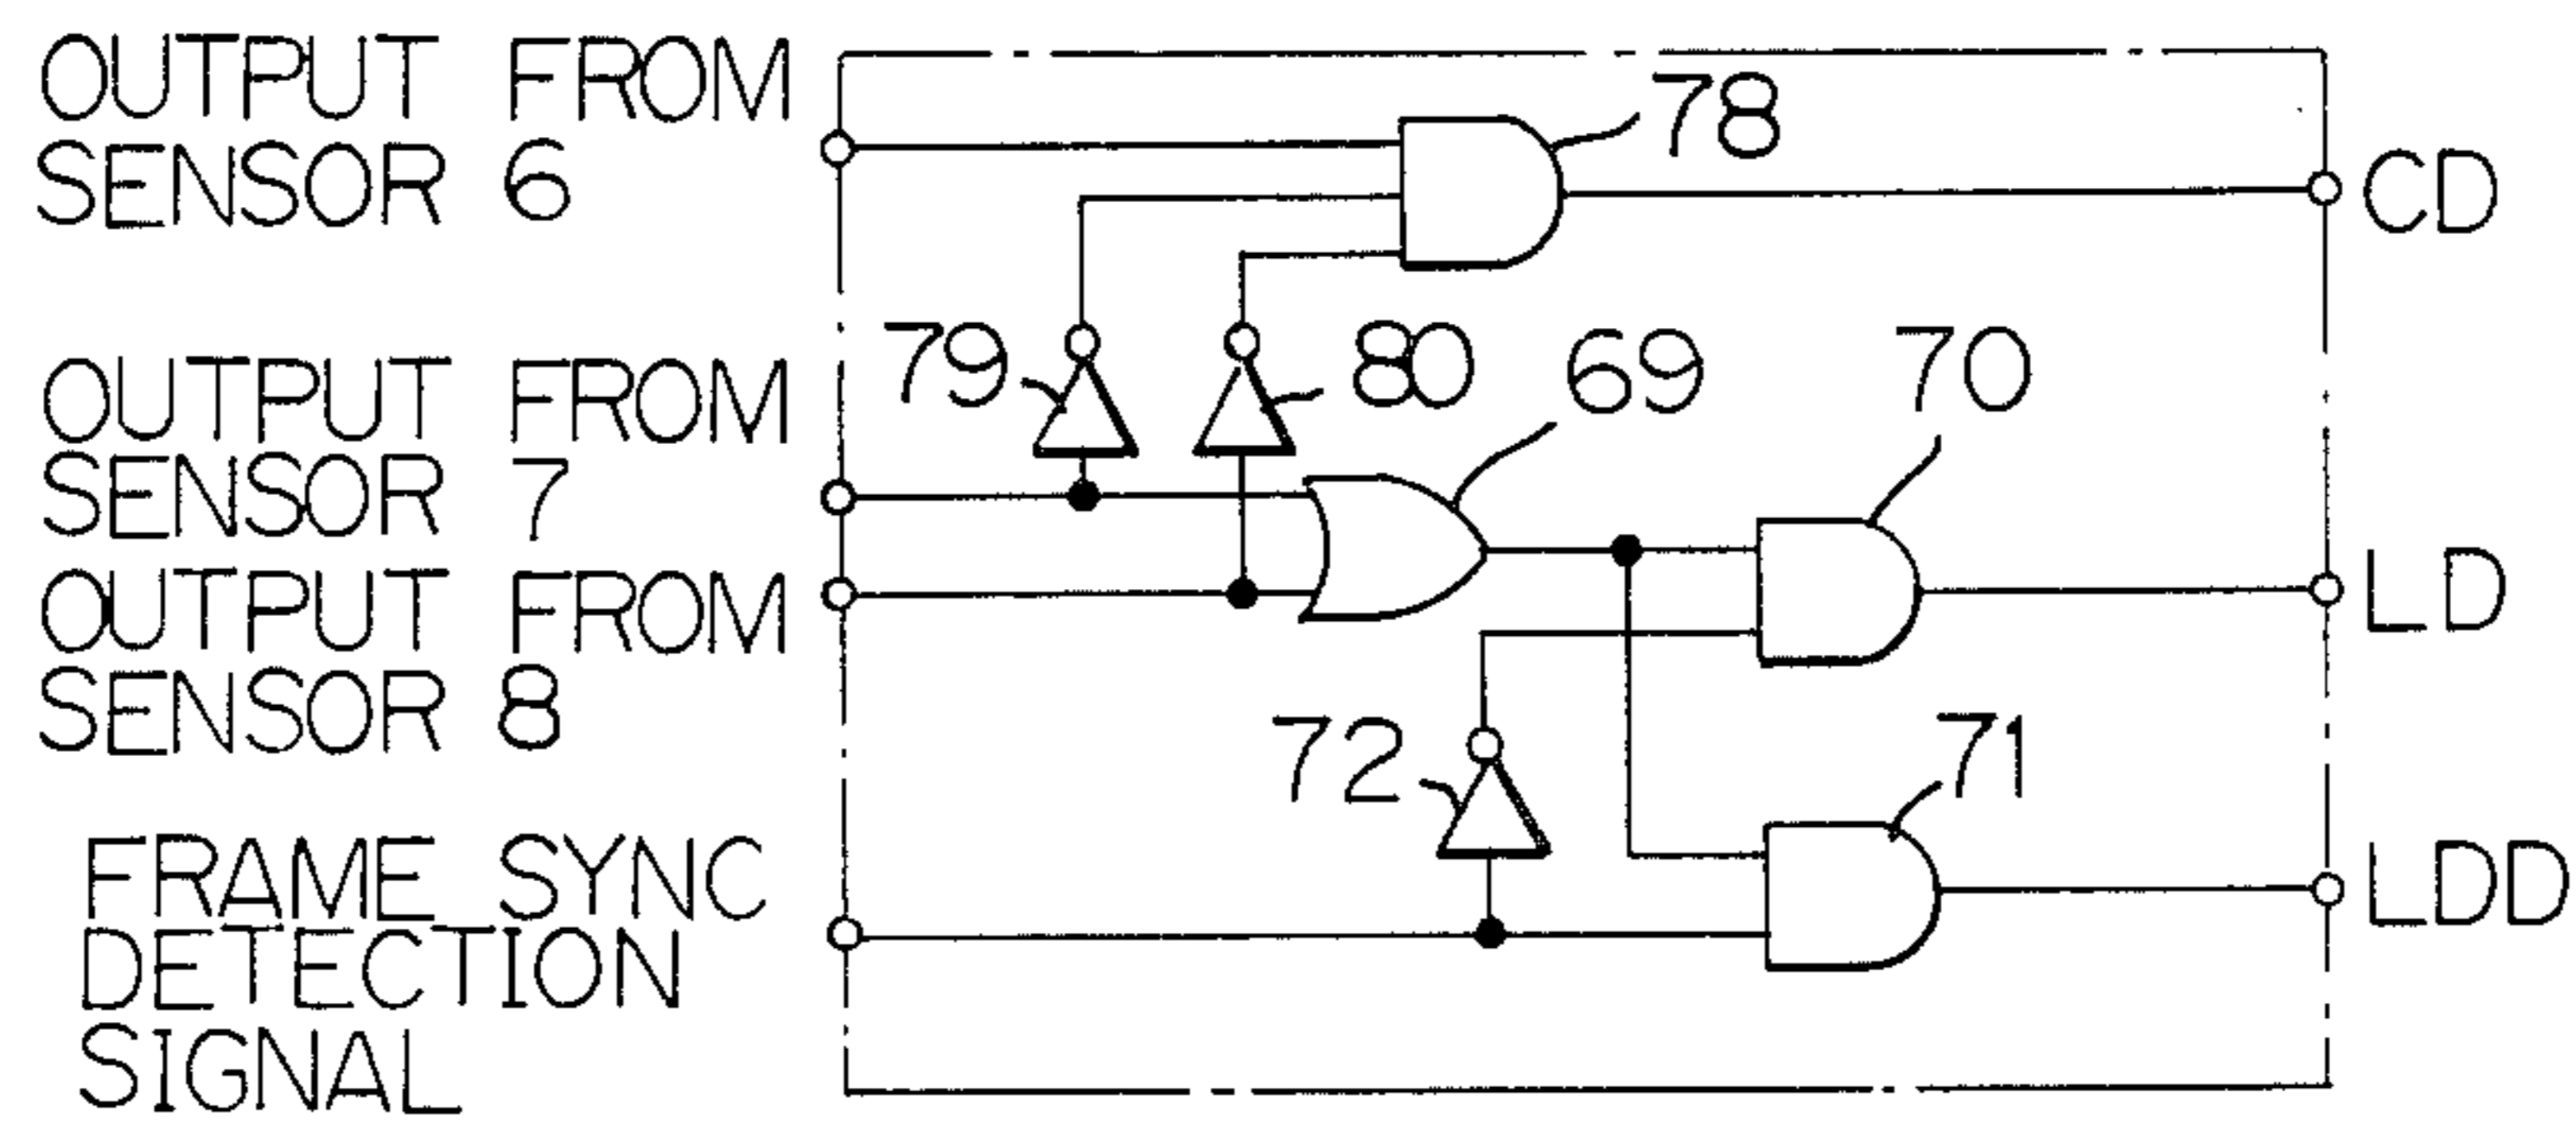 OUTPUT FROM
SENSOR 6
78
CD
79
80
69
70
OUTPUT FROM
SENSOR 7
LD
OUTPUT FROM
SENSOR 8
72
71
LDD
FRAME SYNC
DETECTION
SIGNAL